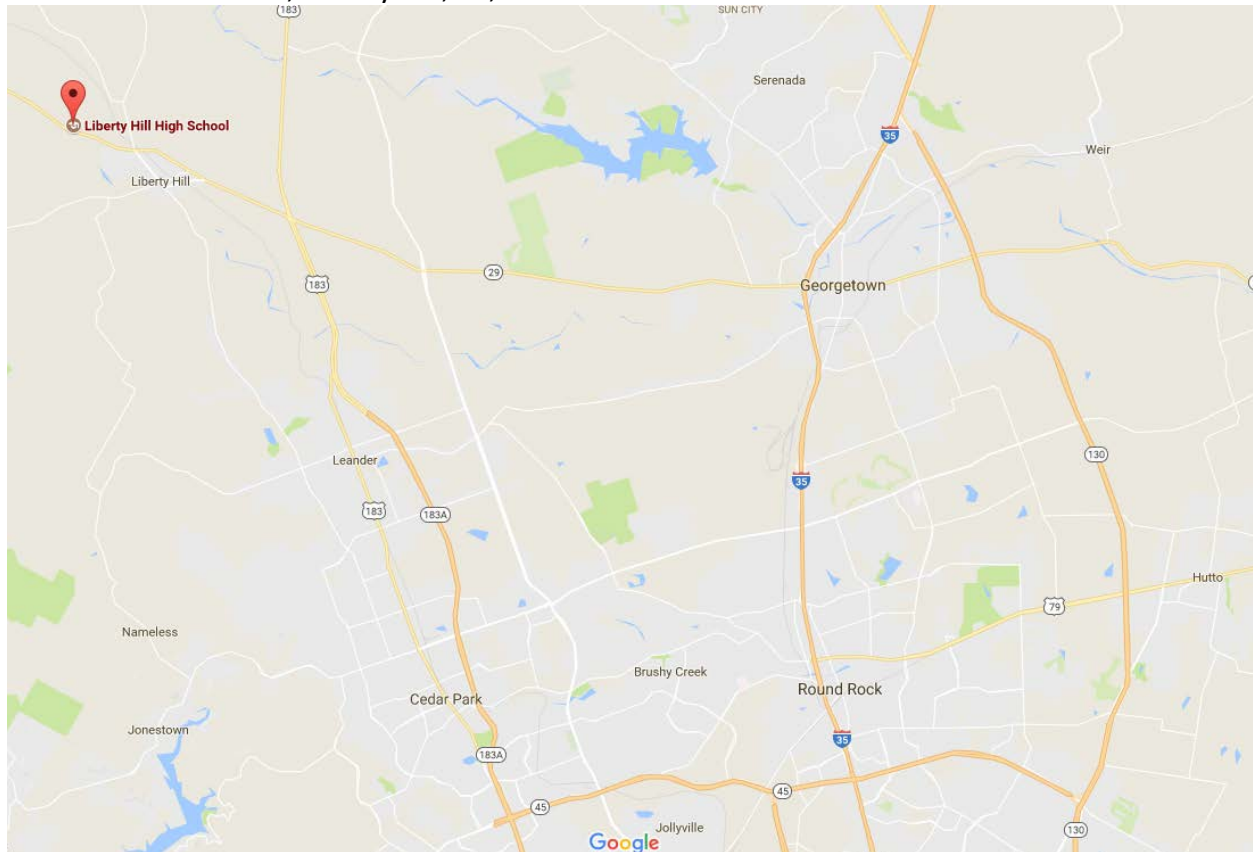 183
SUN CITY
Serenada
Liberty Hill High School
35
Weir
Liberty Hill
29
183
Georgetown
Leander
130
35
183
183A
Hutto
79
Nameless
Brushy Creek
Cedar Park
Round Rock
Jonestown
35
183A
45
45
Jollyville
130
Google